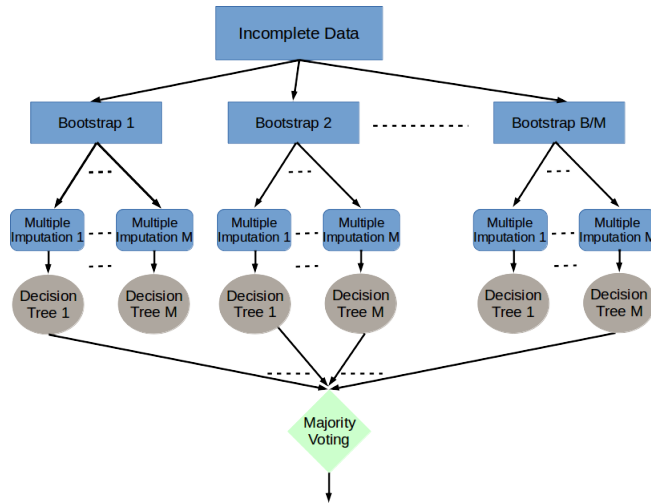 Incomplete Data
Bootstrap 1
Bootstrap 2
Bootstrap B/M
Multiple
Imputation 1
Multiple
Imputation M
Multiple
Imputation 1
Multiple
Imputation M
Multiple
Imputation 1
Multiple
Imputation M
Decision
Tree 1
Decision
Tree M
Decision
Tree 1
Decision
Tree M
Decision
Tree 1
Decision
Tree M
Majority
Voting